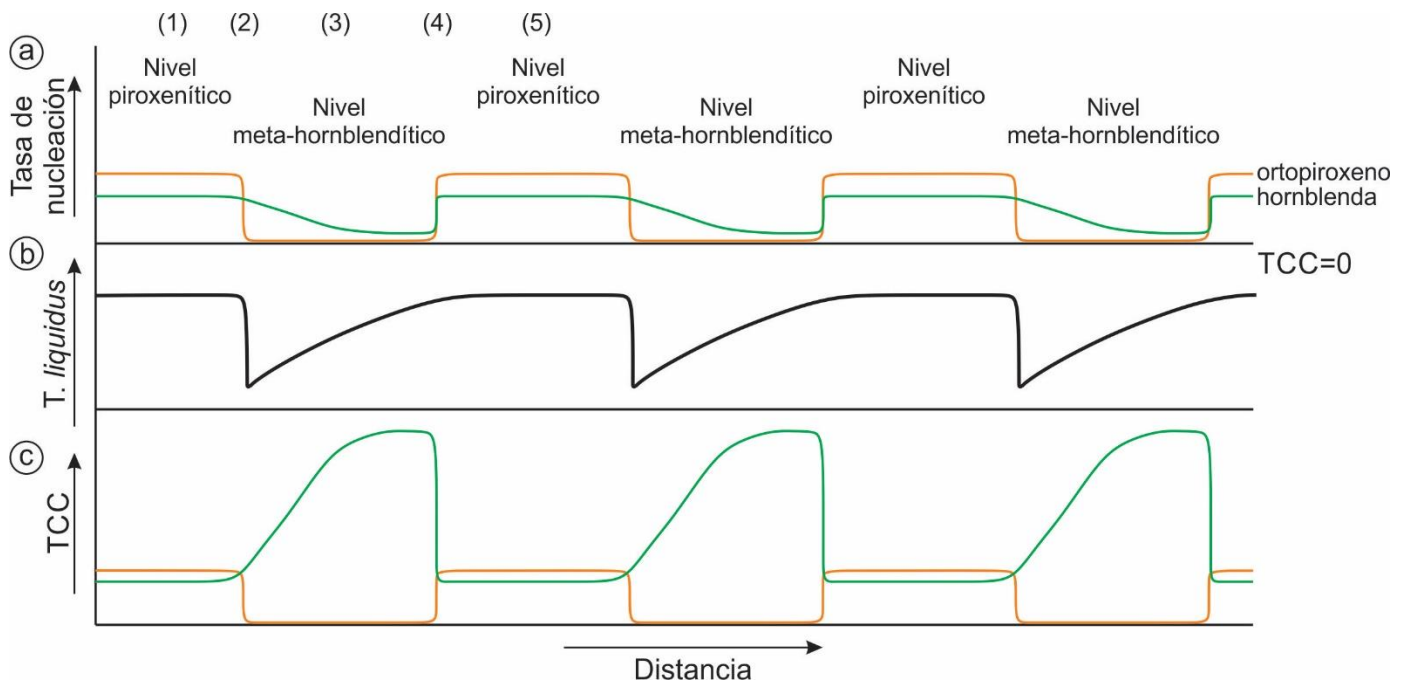 (1) (2) (3) (4) (5)
a
Tasa de
nucleación
Nivel
piroxenítico
Nivel
meta-hornblendítico
Nivel
piroxenítico
Nivel
meta-hornblendítico
Nivel
piroxenítico
Nivel
meta-hornblendítico
ortopiroxeno
hornblenda
b
T. liquidus
TCC=0
c
TCC
Distancia